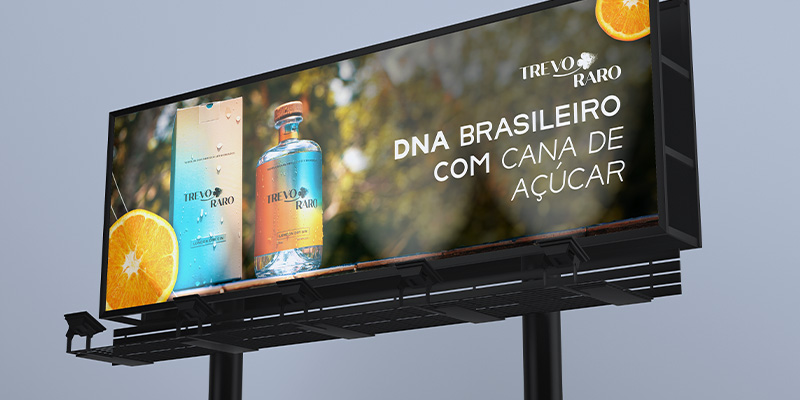 TREVO
RARO
DNA BRASILEIRO
COM CANA DE
AÇÚCAR
TREVO
RARO
TREVO
RARO